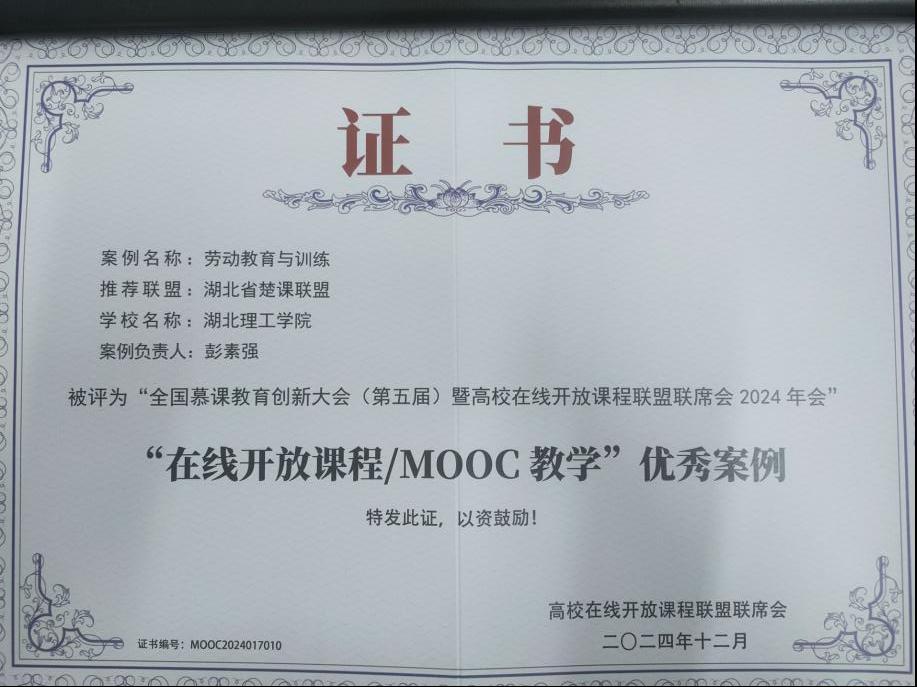 证 书
案例名称：劳动教育与训练
推荐联盟：湖北省楚课联盟
学校名称：湖北理工学院
案例负责人：彭素强
被评为“全国慕课教育创新大会（第五届）暨高校在线开放课程联盟联席会 2024 年会”
“在线开放课程/MOOC 教学”优秀案例
特发此证，以资鼓励！
高校在线开放课程联盟联席会
证书编号：MOOC2024017010
二〇二四年十二月